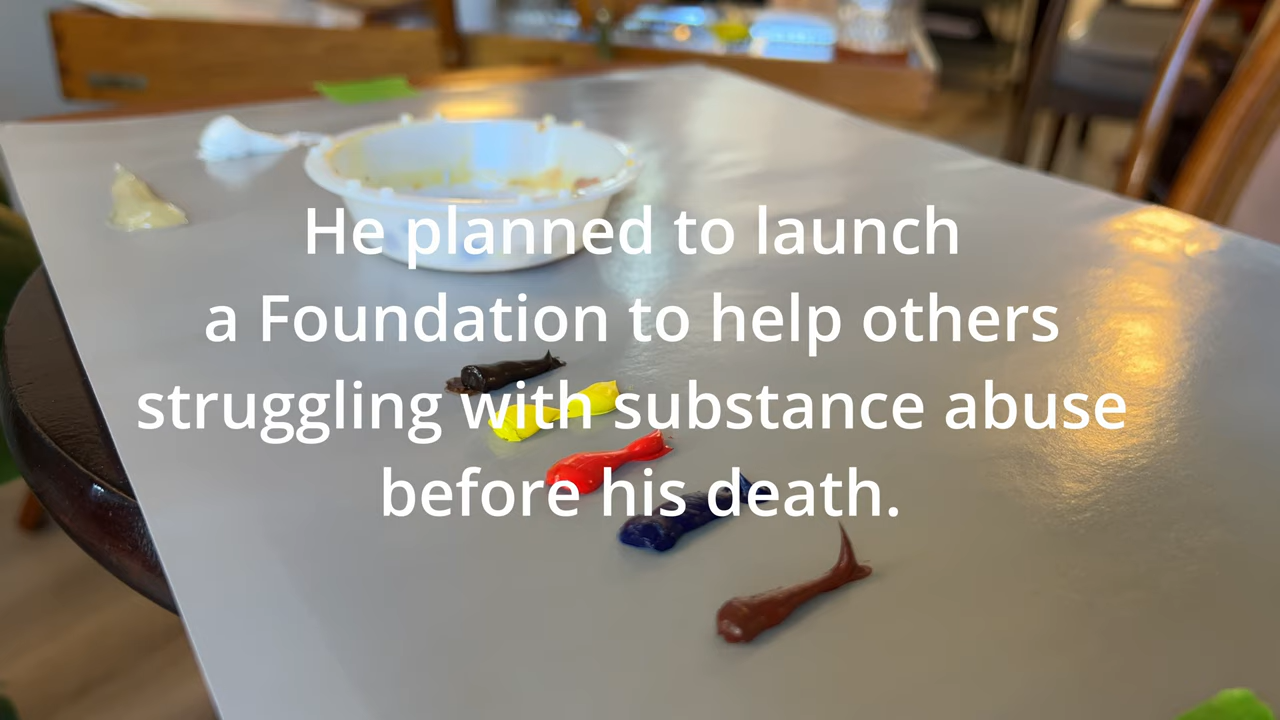 He planned to launch
a Foundation to help others
struggling with substance abuse
before his death.